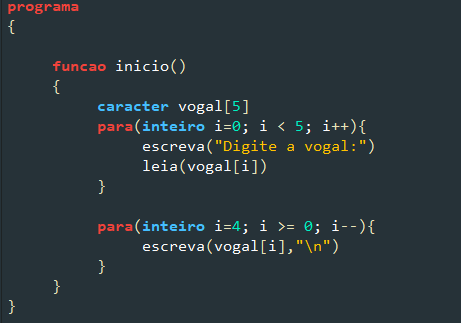 programa
{
funcao inicio()
{
caracter vogal[5]
para(inteiro i=0; i < 5; i++){
escreva("Digite a vogal:")
leia(vogal[i])
}
para(inteiro i=4; i >= 0; i--){
escreva(vogal[i],"\n")
}
}
}